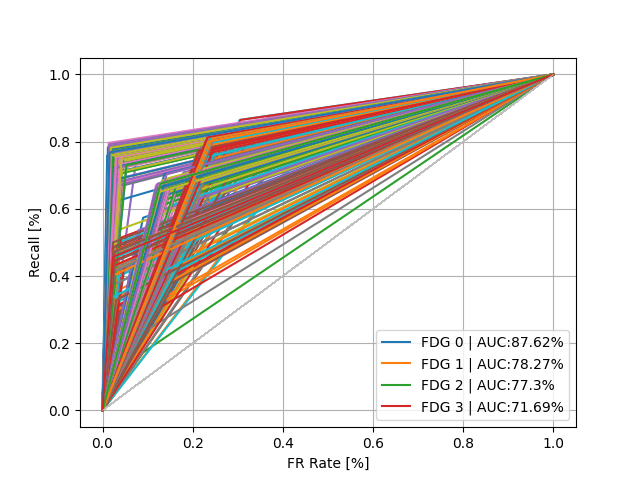 1.0
0.8
0.6
0.4
0.2
0.0
Recall [%]
FDG 0 | AUC:87.62%
FDG 1 | AUC:78.27%
FDG 2 | AUC:77.3%
FDG 3 | AUC:71.69%
0.0 0.2 0.4 0.6 0.8 1.0
FR Rate [%]